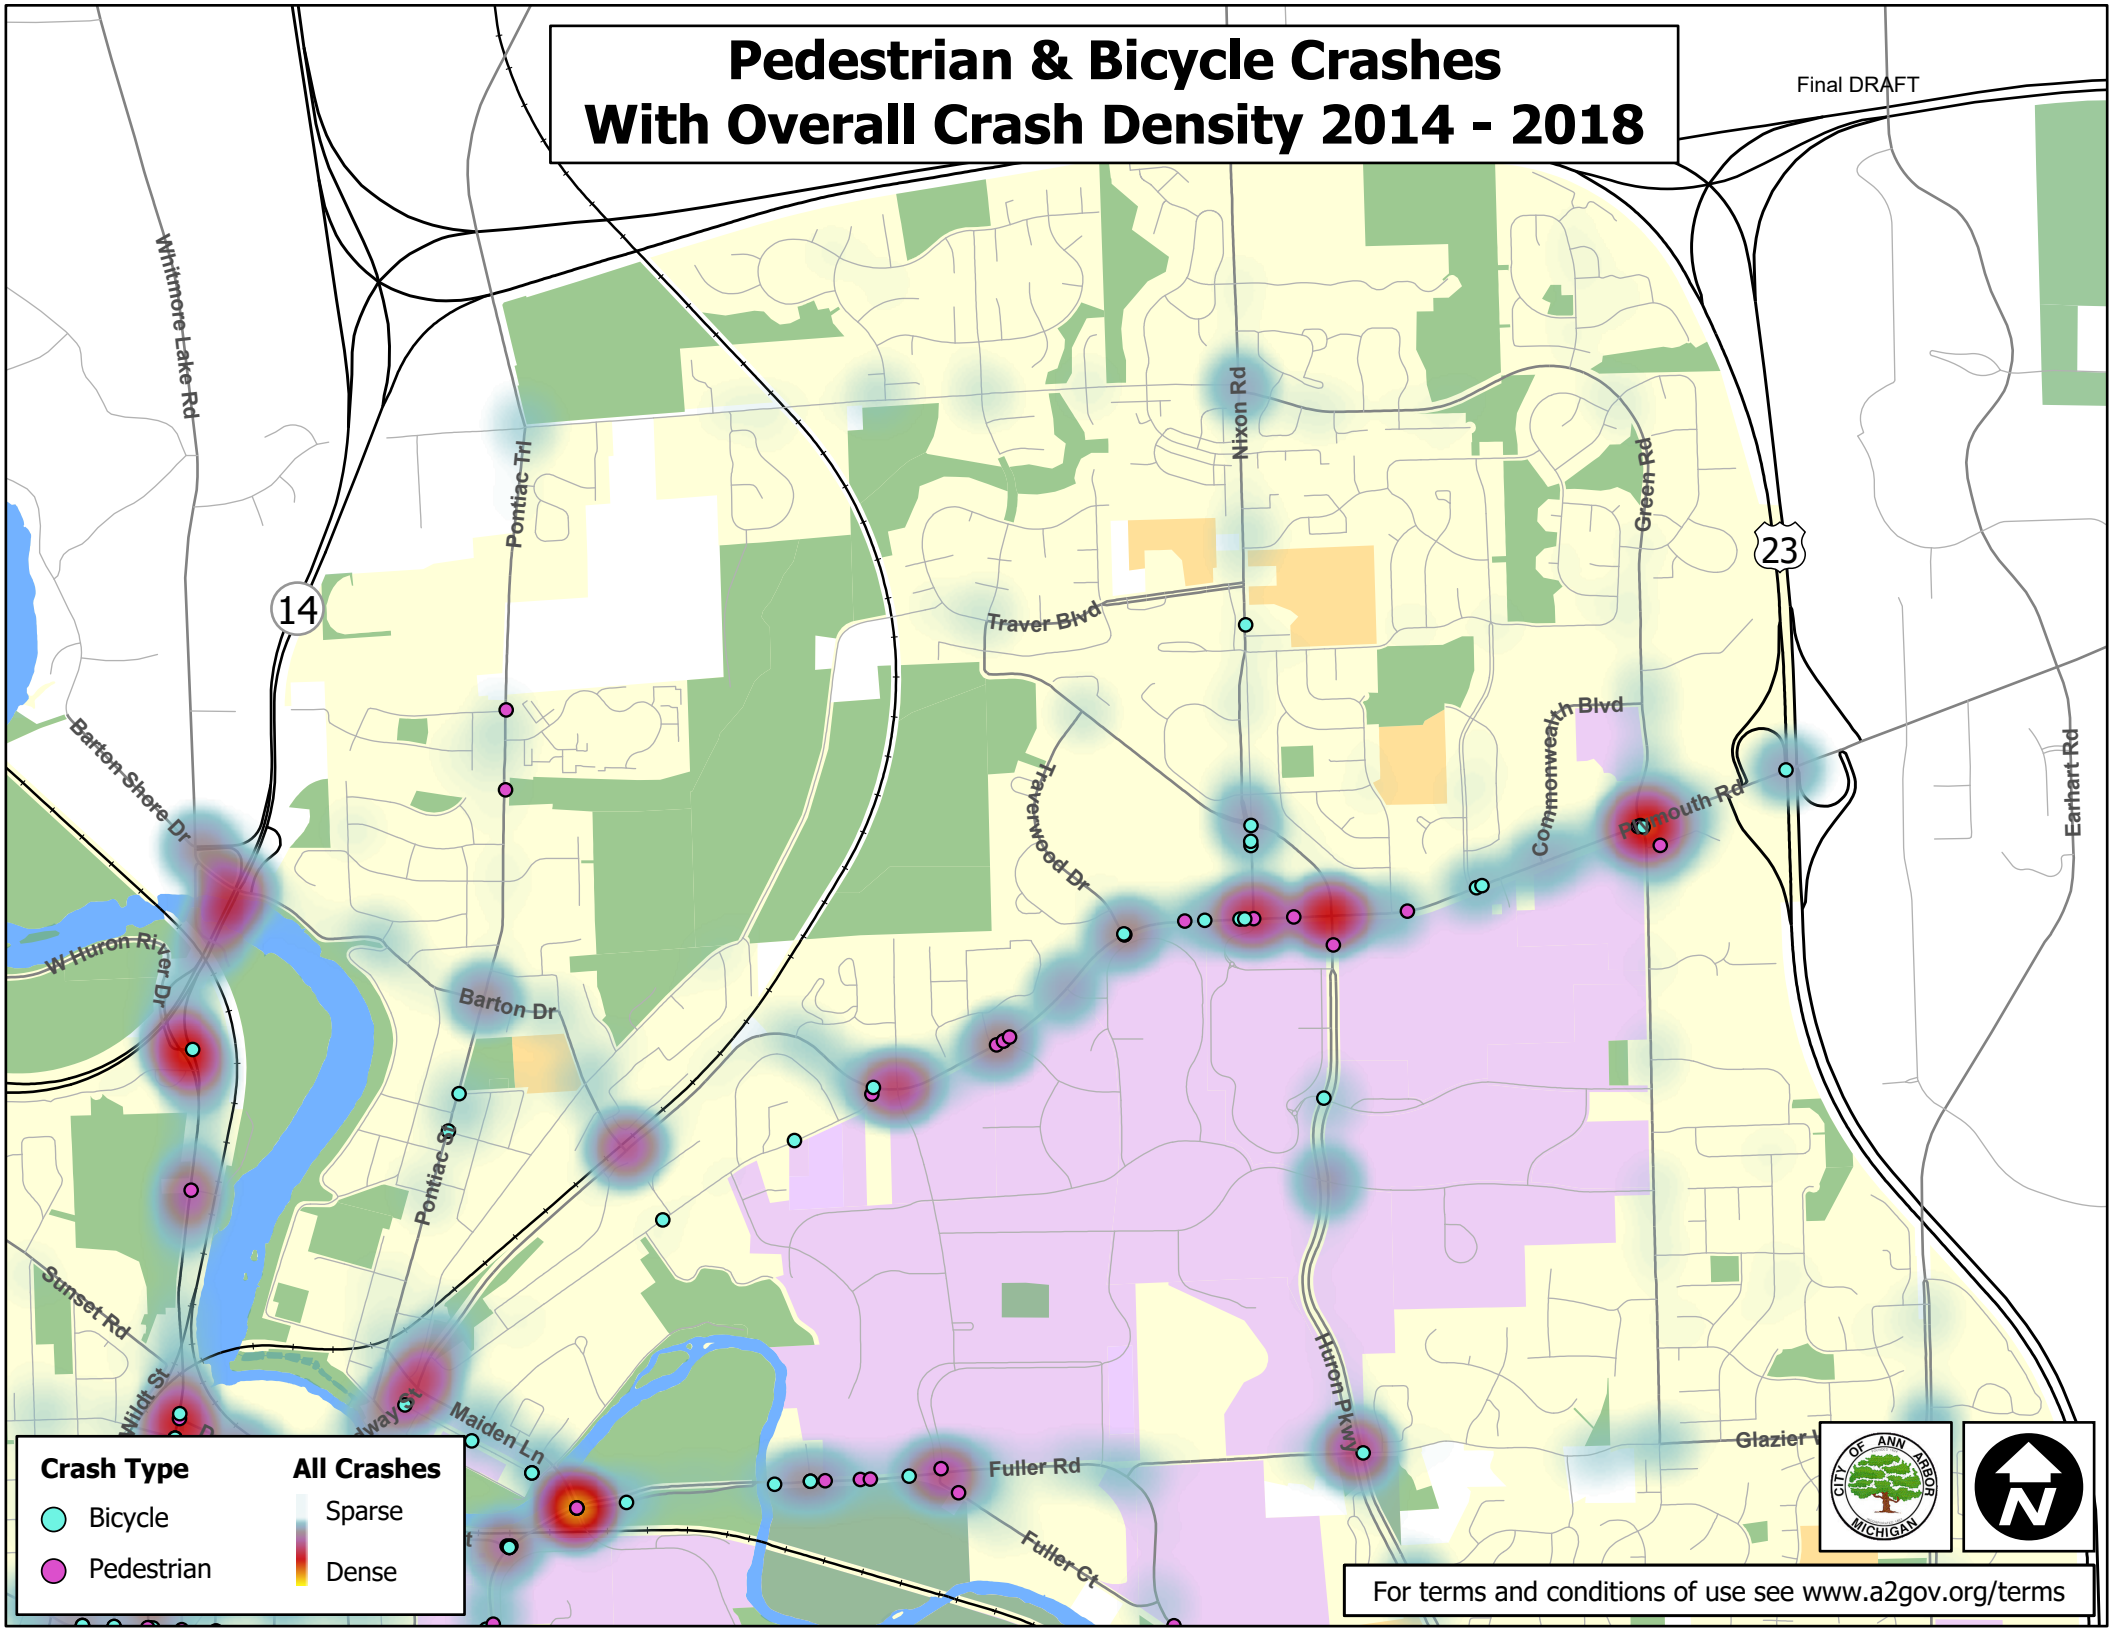 Pedestrian & Bicycle Crashes
With Overall Crash Density 2014 - 2018
Final DRAFT
Whitmore Lake Rd
Nixon Rd
Pontiac Trl
Green Rd
23
14
Traver Blvd
Commonwealth Blvd
Barton Shore Dr
Earhart Rd
Traverwood Dr
Plymouth Rd
W Huron River Dr
Barton Dr
Pontiac St
Sunset Rd
Huron Pkwy
Wildt St
Maiden Ln
Glazier
Fuller Rd
Fuller Ct
Crash Type
Bicycle
Pedestrian
All Crashes
Sparse
Dense
CITY OF ANN ARBOR
MICHIGAN
N
For terms and conditions of use see www.a2gov.org/terms